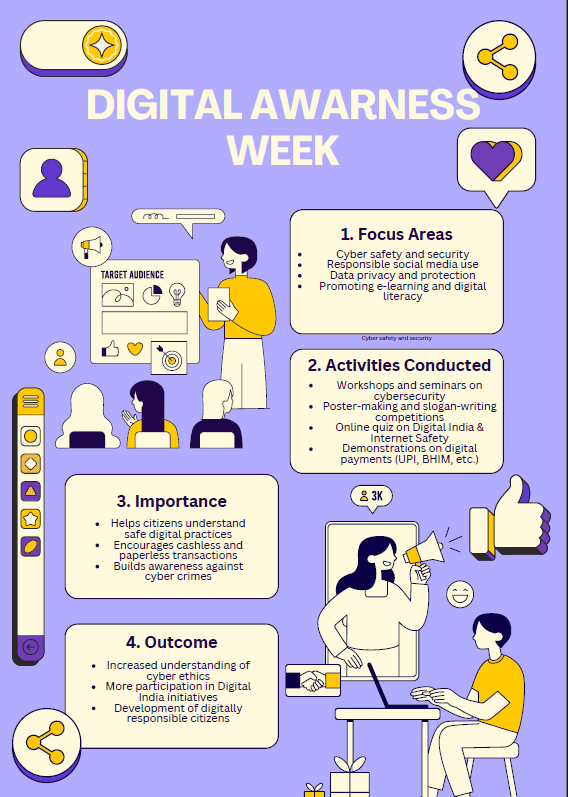 DIGITAL AWARNESS
WEEK
TARGET AUDIENCE
1. Focus Areas
• Cyber safety and security
• Responsible social media use
• Data privacy and protection
• Promoting e-learning and digital
literacy
Cyber safety and security
2. Activities Conducted
• Workshops and seminars on
cybersecurity
• Poster-making and slogan-writing
competitions
• Online quiz on Digital India &
Internet Safety
• Demonstrations on digital
payments (UPI, BHIM, etc.)
3. Importance
• Helps citizens understand
safe digital practices
• Encourages cashless and
paperless transactions
• Builds awareness against
cyber crimes
3K
4. Outcome
• Increased understanding of
cyber ethics
• More participation in Digital
India initiatives
• Development of digitally
responsible citizens